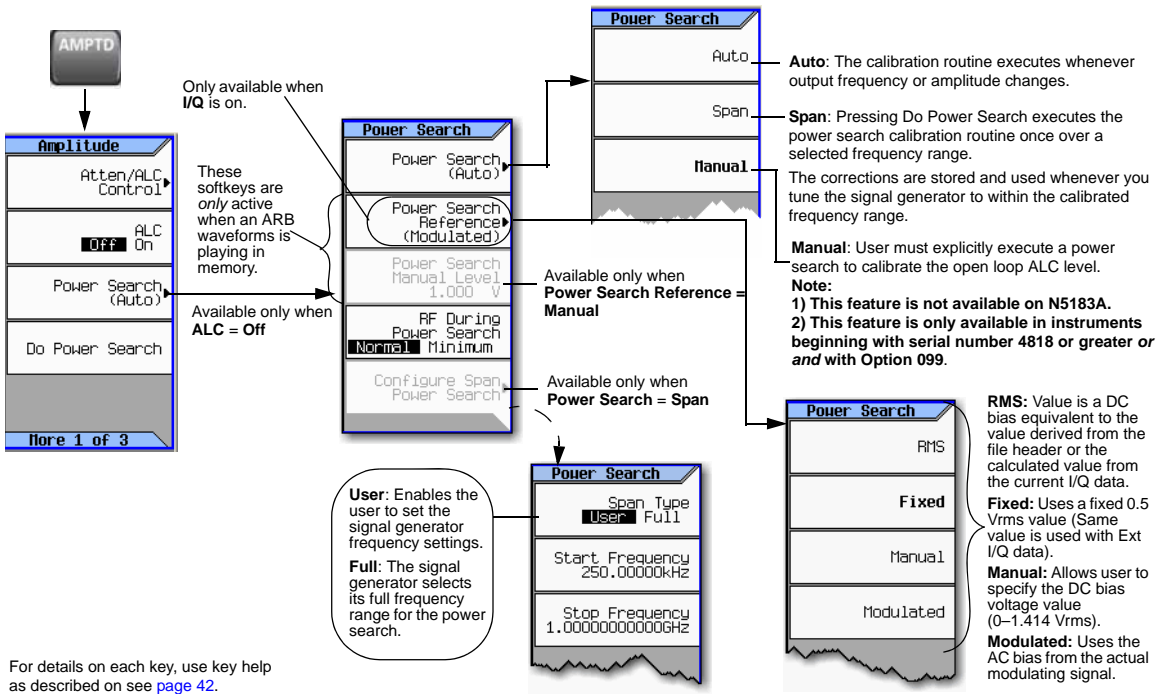 AMPTD
Amplitude
Atten/ALC
Control
ALC
Off On
Power Search
(Auto)
Do Power Search
More 1 of 3
Only available when
I/Q is on.
These
softkeys are
only active
when an ARB
waveforms is
playing in
memory.
Available only when
ALC = Off
Power Search
Power Search
(Auto)
Power Search
Reference
(Modulated)
Power Search
Manual Level
1.000 V
RF During
Power Search
Normal Minimum
Configure Span
Power Search
Available only when
Power Search Reference =
Manual
Available only when
Power Search = Span
Power Search
Auto
Span
Manual
Auto: The calibration routine executes whenever
output frequency or amplitude changes.
Span: Pressing Do Power Search executes the
power search calibration routine once over a
selected frequency range.
The corrections are stored and used whenever you
tune the signal generator to within the calibrated
frequency range.
Manual: User must explicitly execute a power
search to calibrate the open loop ALC level.
Note:
1) This feature is not available on N5183A.
2) This feature is only available in instruments
beginning with serial number 4818 or greater or
and with Option 099.
User: Enables the
user to set the
signal generator
frequency settings.
Full: The signal
generator selects
its full frequency
range for the power
search.
Power Search
Span Type
User Full
Start Frequency
250.00000kHz
Stop Frequency
1.00000000000GHz
Power Search
RMS
Fixed
Manual
Modulated
RMS: Value is a DC
bias equivalent to the
value derived from the
file header or the
calculated value from
the current I/Q data.
Fixed: Uses a fixed 0.5
Vrms value (Same
value is used with Ext
I/Q data).
Manual: Allows user to
specify the DC bias
voltage value
(0–1.414 Vrms).
Modulated: Uses the
AC bias from the actual
modulating signal.
For details on each key, use key help
as described on see page 42.